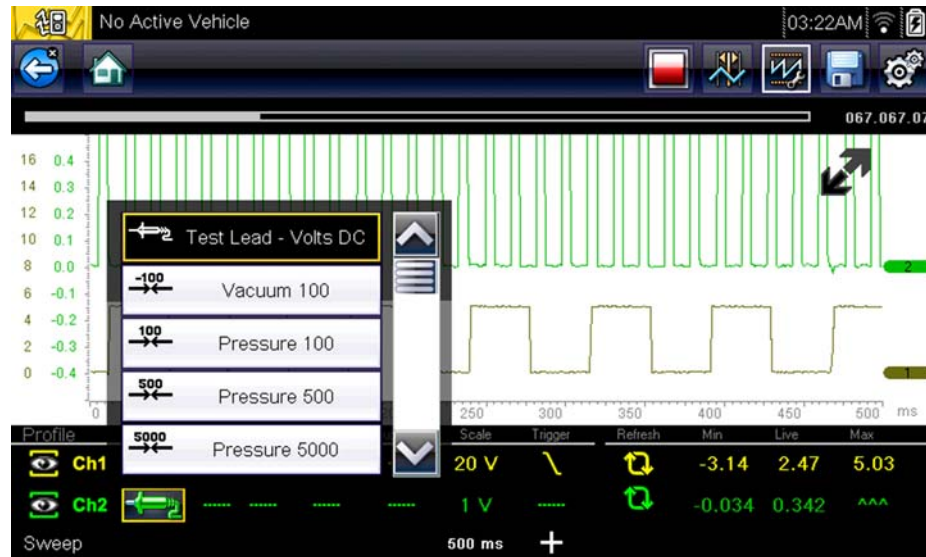 No Active Vehicle 03:22AM
067.067.07
16 0.4
14 0.3
12 0.2
10 0.1
8 0.0 2
6 -0.1
4 -0.2
2 -0.3
0 -0.4 1
Test Lead - Volts DC
-100 Vacuum 100
100 Pressure 100
500 Pressure 500
5000 Pressure 5000
0 250 300 350 400 450 500 ms
Profile Scale Trigger Refresh Min Live Max
Ch1 20 V -3.14 2.47 5.03
Ch2 2 ----- ----- ----- ----- 1 V ----- -0.034 0.342 ^^^
Sweep 500 ms +